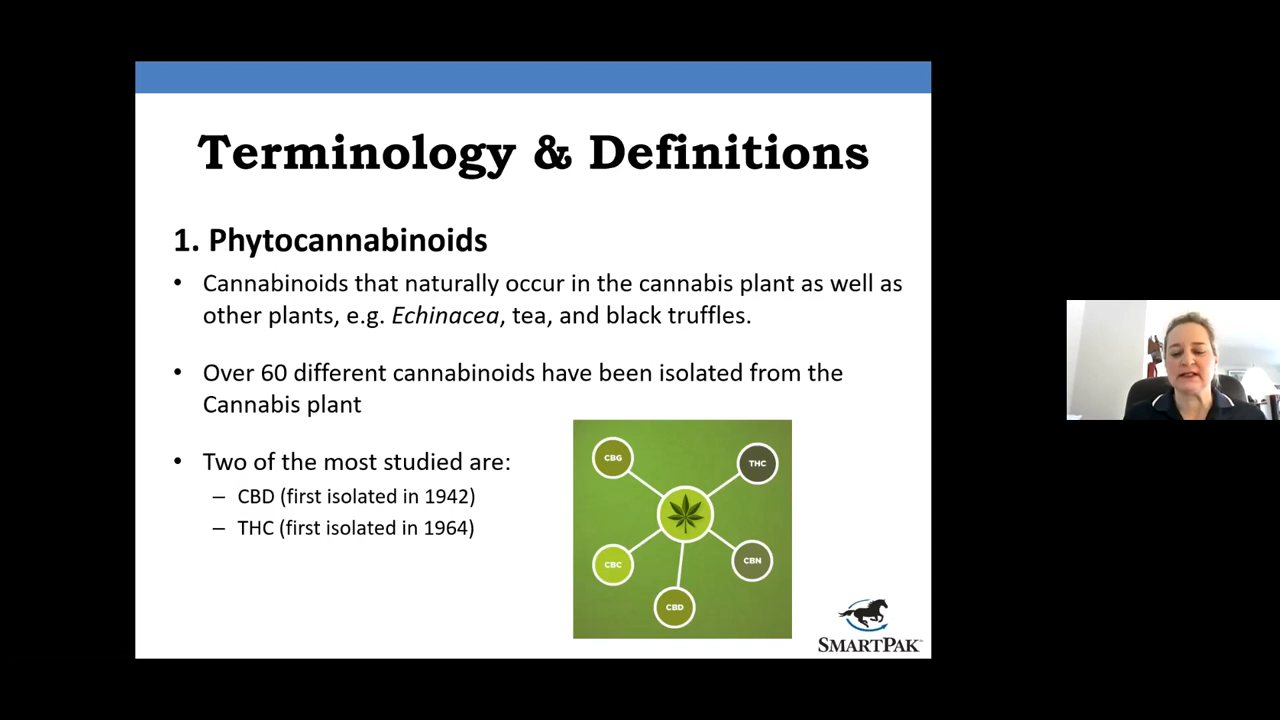 Terminology & Definitions
1. Phytocannabinoids
• Cannabinoids that naturally occur in the cannabis plant as well as
other plants, e.g. Echinacea, tea, and black truffles.
• Over 60 different cannabinoids have been isolated from the
Cannabis plant
• Two of the most studied are:
– CBD (first isolated in 1942)
– THC (first isolated in 1964)
CBG
THC
CBC
CBN
CBD
SMARTPAK